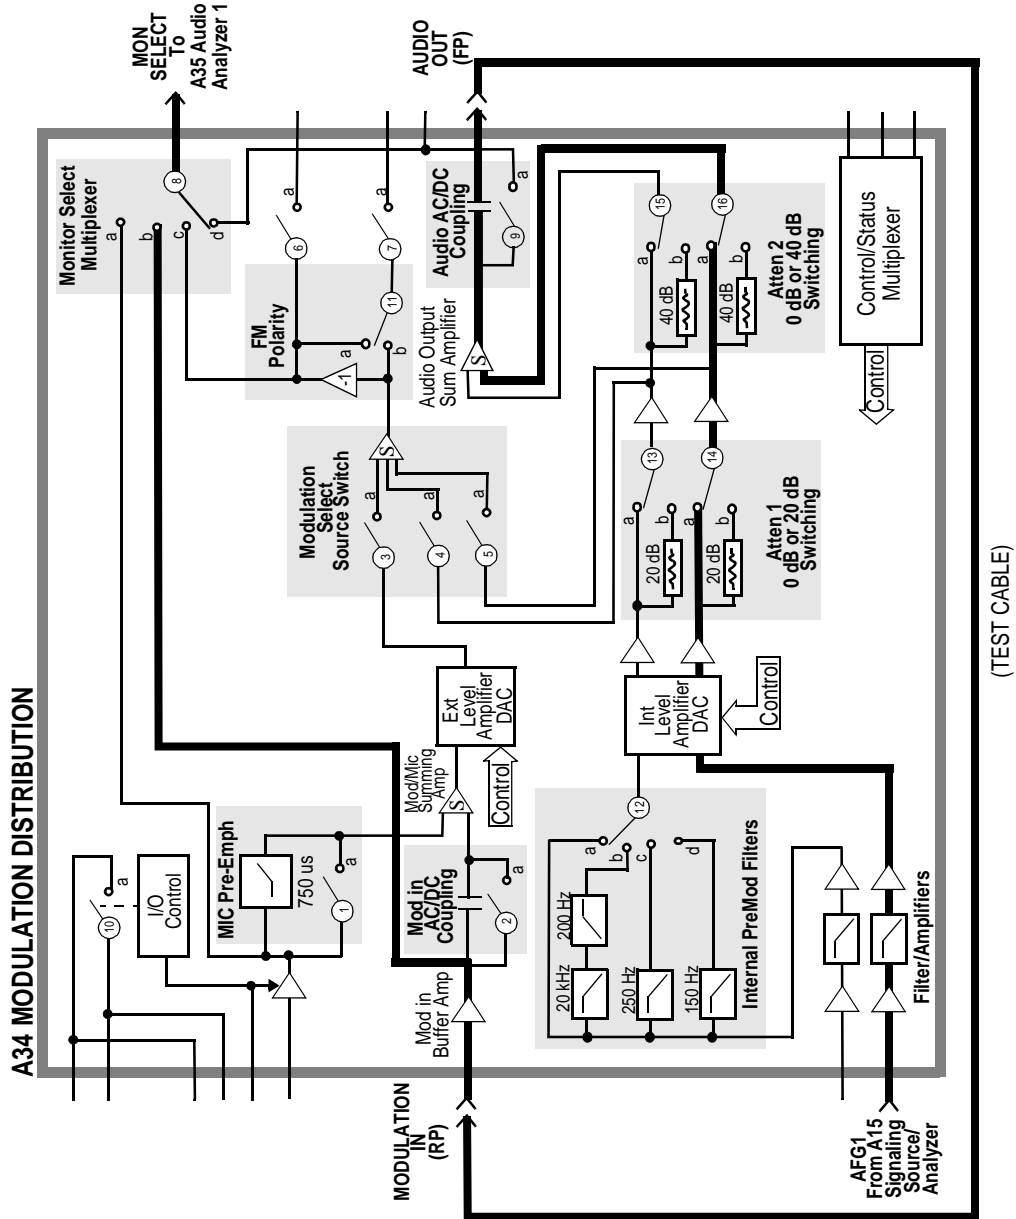 A34 MODULATION DISTRIBUTION
MON
SELECT
To
A35 Audio
Analyzer 1
AUDIO
OUT
(FP)
Monitor Select
Multiplexer
8
a
b
c
d
6
a
7
a
FM
Polarity
11
a
b
-1
Audio AC/DC
Coupling
9
a
Audio Output
Sum Amplifier
S
Modulation
Select
Source Switch
S
3
a
4
a
5
a
15
a
b
40 dB
16
a
b
40 dB
Atten 2
0 dB or 40 dB
Switching
Control/Status
Multiplexer
Control
13
a
b
20 dB
14
a
b
20 dB
Atten 1
0 dB or 20 dB
Switching
Ext
Level
Amplifier
DAC
Control
Int
Level
Amplifier
DAC
Control
Mod/Mic
Summing
Amp
S
10
a
I/O
Control
MIC Pre-Emph
750 us
1
a
Mod in
AC/DC
Coupling
2
a
Mod in
Buffer Amp
12
a
b
c
d
200 Hz
20 kHz
250 Hz
150 Hz
Internal PreMod Filters
Filter/Amplifiers
MODULATION
IN
(RP)
AFG1
From A15
Signaling
Source/
Analyzer
(TEST CABLE)